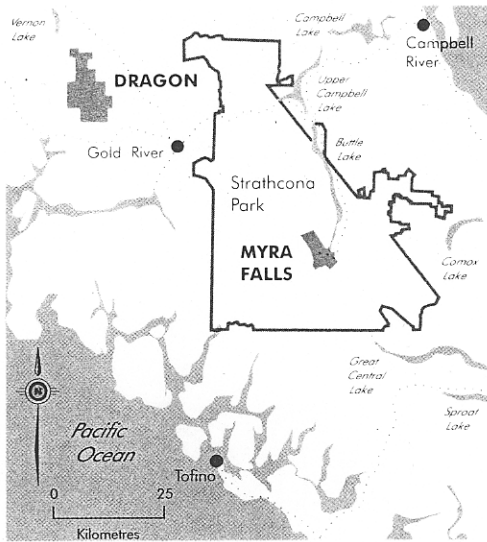 Vernon
Lake
Campbell
Lake
Campbell
River
DRAGON
Upper
Campbell
Lake
Gold River
Buttle
Lake
Strathcona
Park
MYRA
FALLS
Comox
Lake
Great
Central
Lake
Sproat
Lake
N
Pacific
Ocean
Tofino
0 25
Kilometres